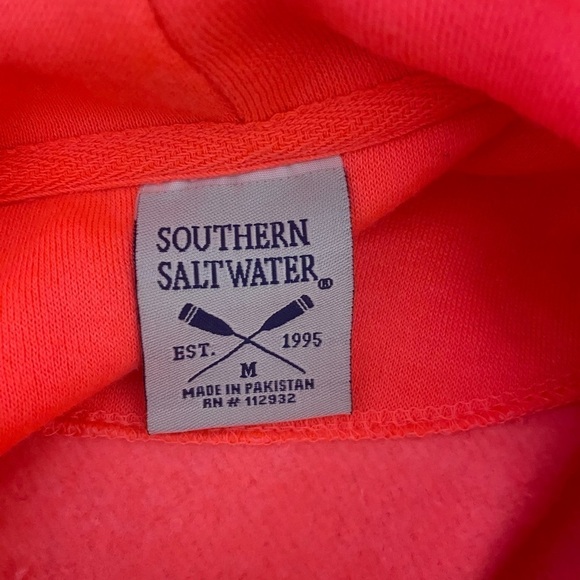 SOUTHERN
SALTWATER®
EST. 1995
M
MADE IN PAKISTAN
RN # 112932